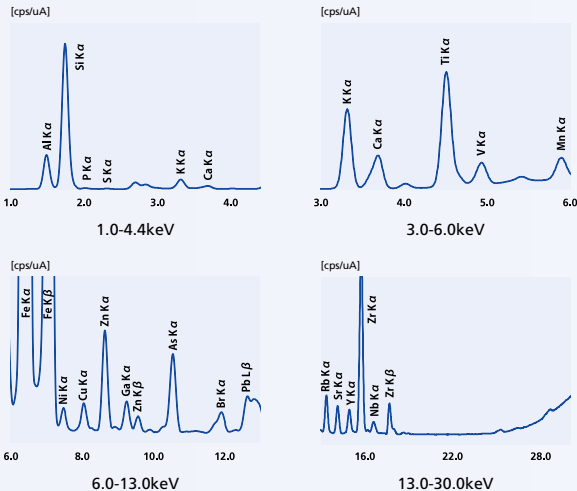 [cps/uA]
Al Kα
Si Kα
P Kα
S Kα
K Kα
Ca Kα
1.0 2.0 3.0 4.0
1.0-4.4keV
[cps/uA]
K Kα
Ca Kα
Ti Kα
V Kα
Mn Kα
3.0 4.0 5.0 6.0
3.0-6.0keV
[cps/uA]
Fe Kα
Fe Kβ
Ni Kα
Cu Kα
Zn Kα
Ga Kα
Zn Kβ
As Kα
Br Kα
Pb Lβ
6.0 8.0 10.0 12.0
6.0-13.0keV
[cps/uA]
Rb Kα
Sr Kα
Y Kα
Zr Kα
Nb Kα
Zr Kβ
16.0 22.0 28.0
13.0-30.0keV